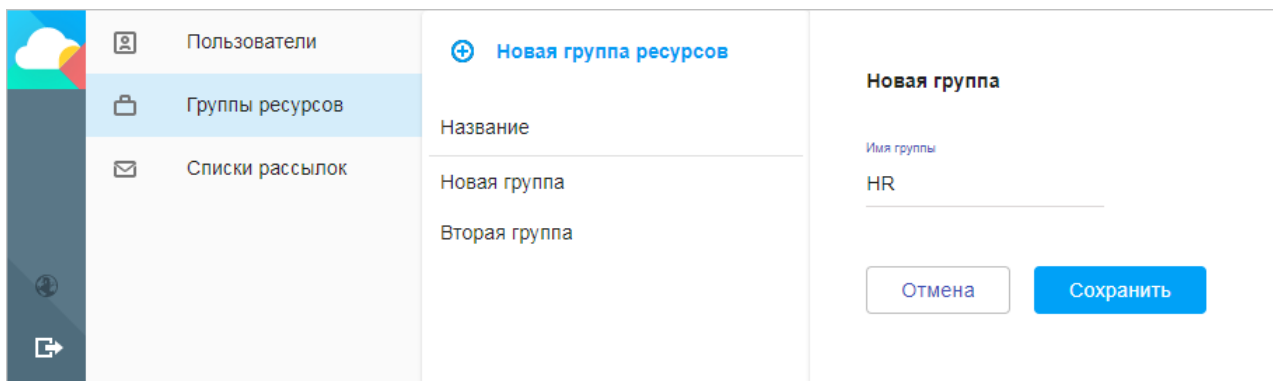 Пользователи
Группы ресурсов
Списки рассылок
Новая группа ресурсов
Название
Новая группа
Вторая группа
Новая группа
Имя группы
HR
Отмена
Сохранить